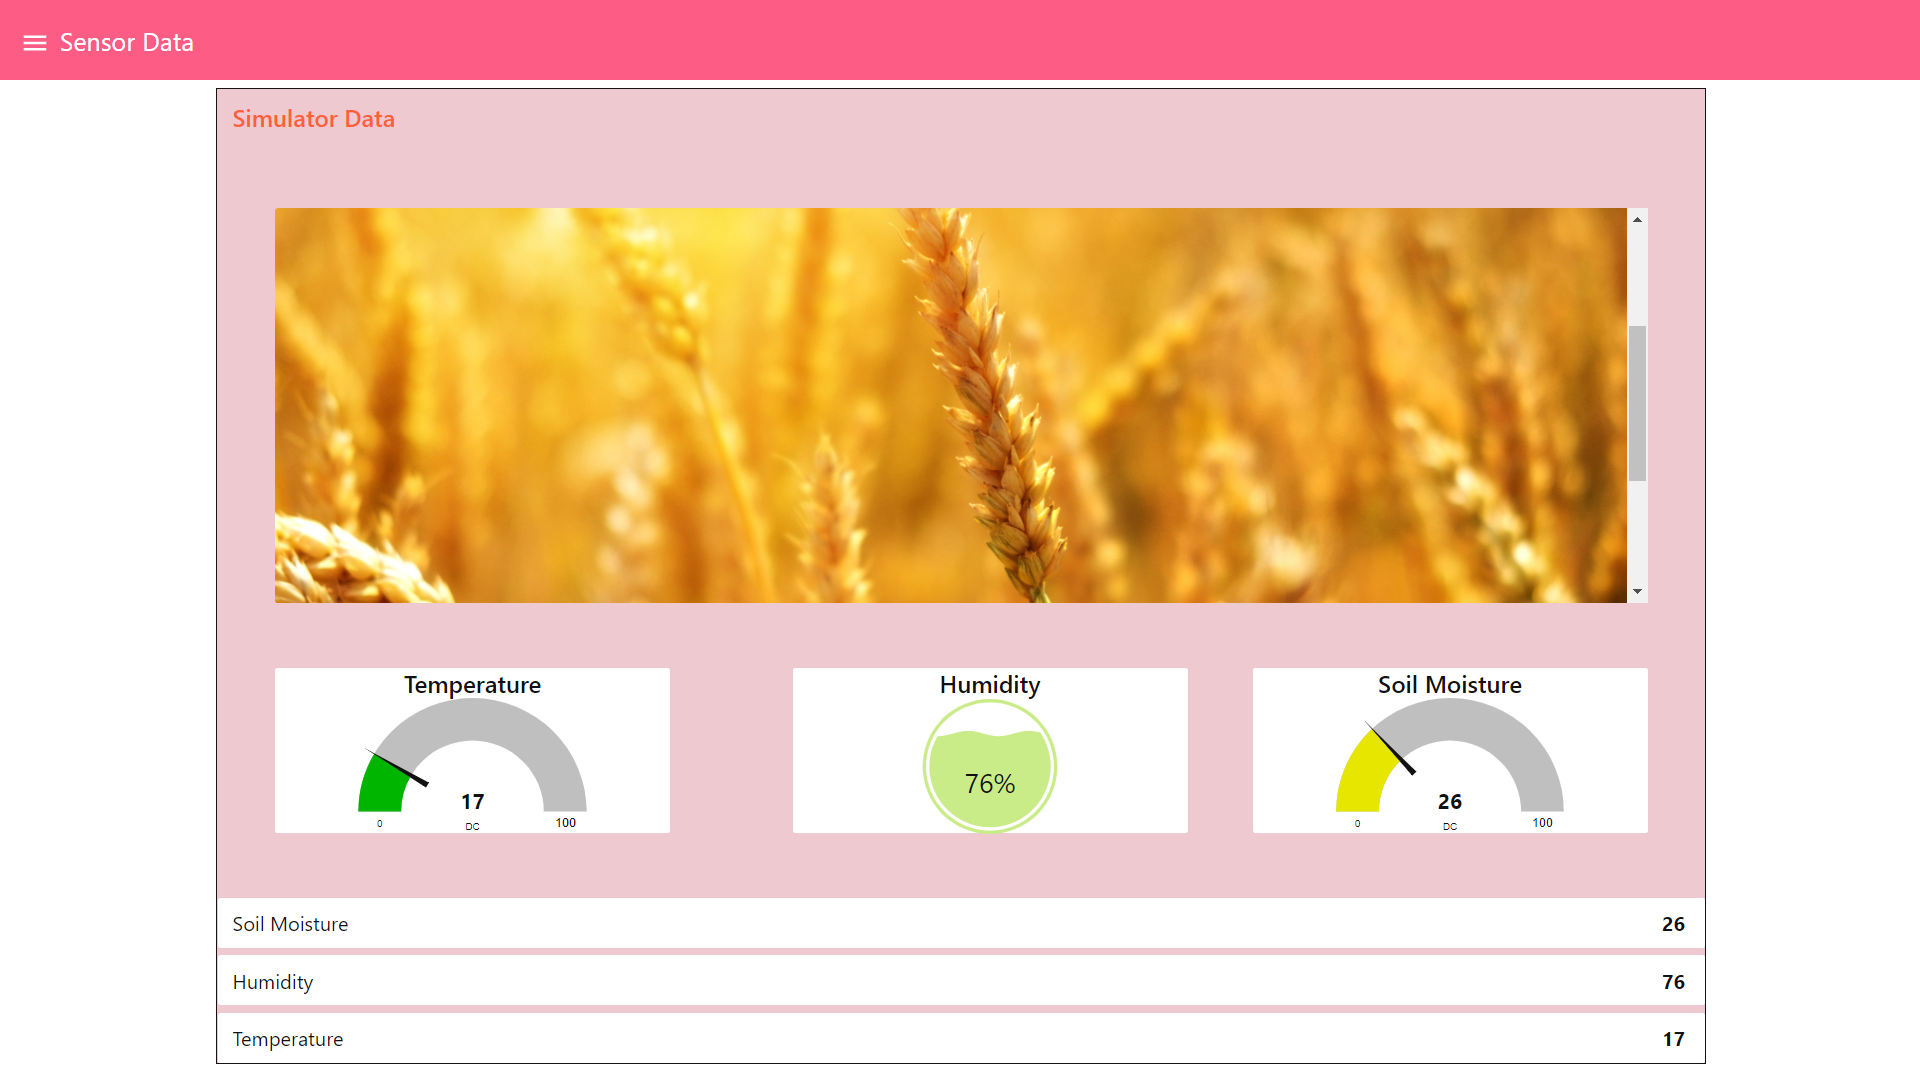 Sensor Data
Simulator Data
Temperature
17
0
DC
100
Humidity
76%
Soil Moisture
26
0
DC
100
Soil Moisture 26
Humidity 76
Temperature 17